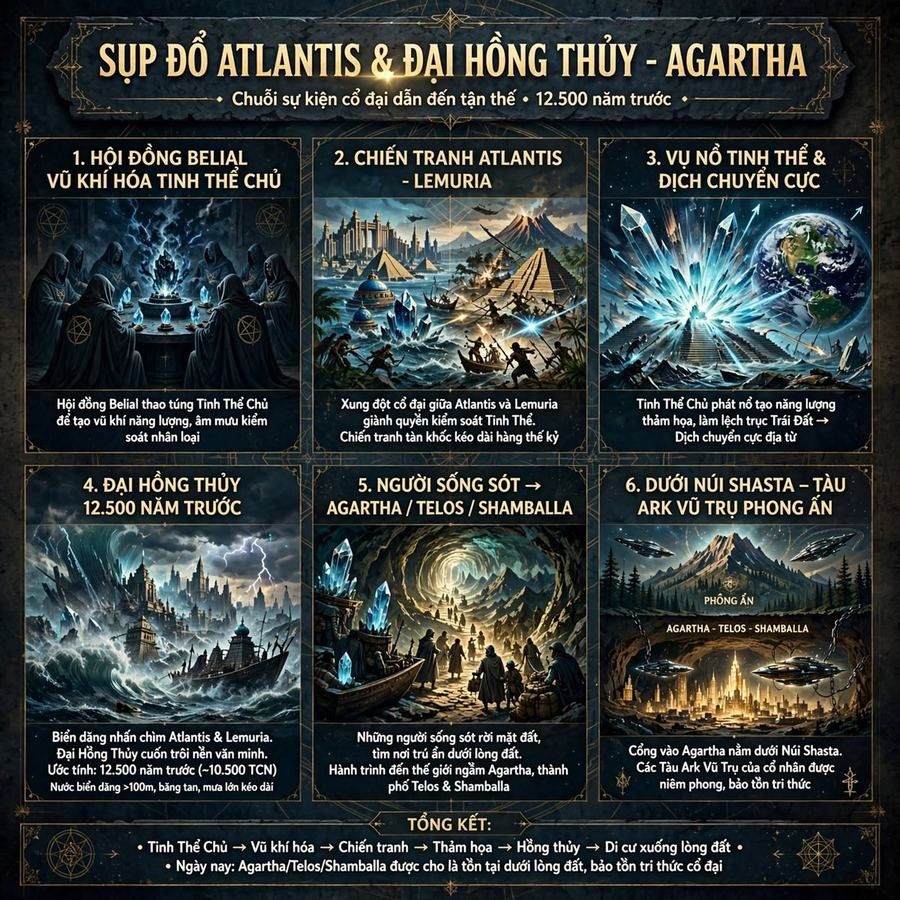 SỤP ĐỔ ATLANTIS & ĐẠI HỒNG THỦY - AGARTHA
• Chuỗi sự kiện cổ đại dẫn đến tận thế • 12.500 năm trước •
1. HỘI ĐỒNG BELIAL
VŨ KHÍ HÓA TINH THỂ CHỦ
Hội đồng Belial thao túng Tinh Thể Chủ
để tạo vũ khí năng lượng, âm mưu kiểm
soát nhân loại
2. CHIẾN TRANH ATLANTIS
- LEMURIA
Xung đột cổ đại giữa Atlantis và Lemuria
giành quyền kiểm soát Tinh Thể.
Chiến tranh tàn khốc kéo dài hàng thế kỷ
3. VỤ NỔ TINH THỂ &
DỊCH CHUYỂN CỰC
Tinh Thể Chủ phát nổ tạo năng lượng
thảm họa, làm lệch trục Trái Đất →
Dịch chuyển cực địa từ
4. ĐẠI HỒNG THỦY
12.500 NĂM TRƯỚC
Biển dâng nhấn chìm Atlantis & Lemuria.
Đại Hồng Thủy cuốn trôi nền văn minh.
Ước tính: 12.500 năm trước (~10.500 TCN)
Nước biển dâng >100m, băng tan, mưa lớn kéo dài
5. NGƯỜI SỐNG SÓT →
AGARTHA / TELOS / SHAMBALLA
Những người sống sót rời mặt đất,
tìm nơi trú ẩn dưới lòng đất.
Hành trình đến thế giới ngầm Agartha, thành
phố Telos & Shamballa
6. DƯỚI NÚI SHASTA – TÀU
ARK VŨ TRỤ PHONG ẤN
PHÔNG ẨN
AGARTHA - TELOS - SHAMBALLA
Cổng vào Agartha nằm dưới Núi Shasta.
Các Tàu Ark Vũ Trụ của cổ nhân được
niêm phong, bảo tồn tri thức
TỔNG KẾT:
• Tinh Thể Chủ → Vũ khí hóa → Chiến tranh → Thảm họa → Hồng thủy → Di cư xuống lòng đất •
• Ngày nay: Agartha/Telos/Shamballa được cho là tồn tại dưới lòng đất, bảo tồn tri thức cổ đại